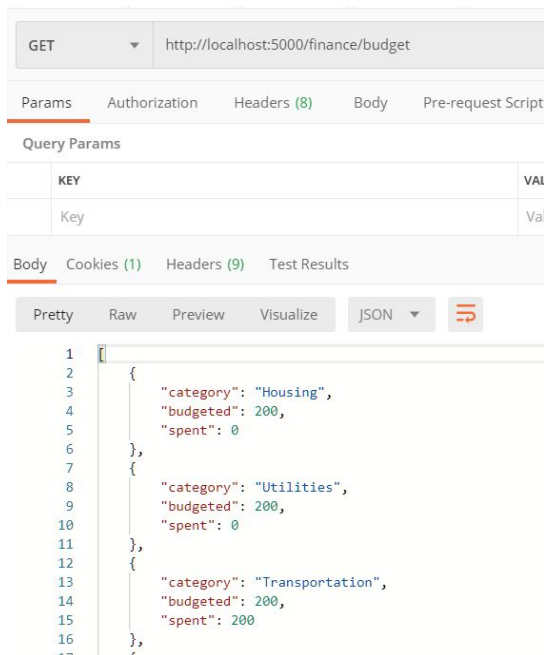 GET http://localhost:5000/finance/budget
Params Authorization Headers (8) Body Pre-request Script
Query Params
KEY
Key
Body Cookies (1) Headers (9) Test Results
Pretty Raw Preview Visualize JSON
1 [
2 {
3 "category": "Housing",
4 "budgeted": 200,
5 "spent": 0
6 },
7 {
8 "category": "Utilities",
9 "budgeted": 200,
10 "spent": 0
11 },
12 {
13 "category": "Transportation",
14 "budgeted": 200,
15 "spent": 200
16 },